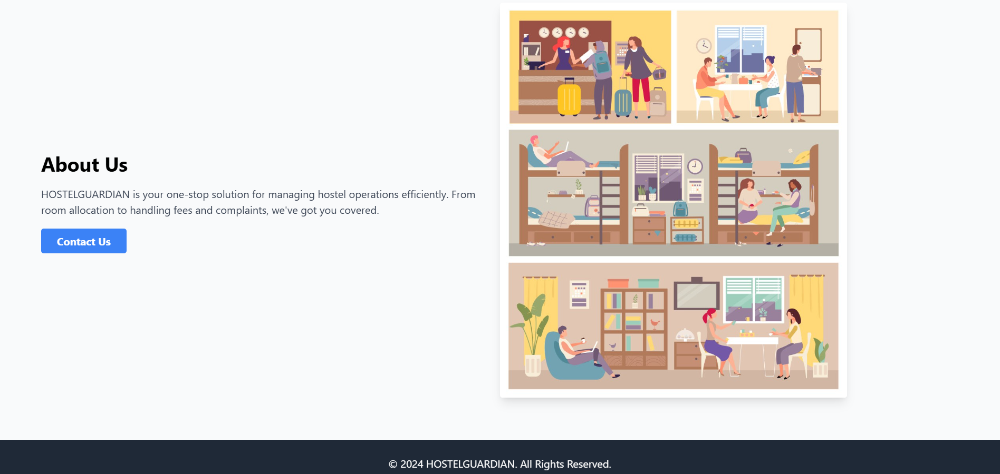 About Us
HOSTELGUARDIAN is your one-stop solution for managing hostel operations efficiently. From
room allocation to handling fees and complaints, we've got you covered.
Contact Us
© 2024 HOSTELGUARDIAN. All Rights Reserved.